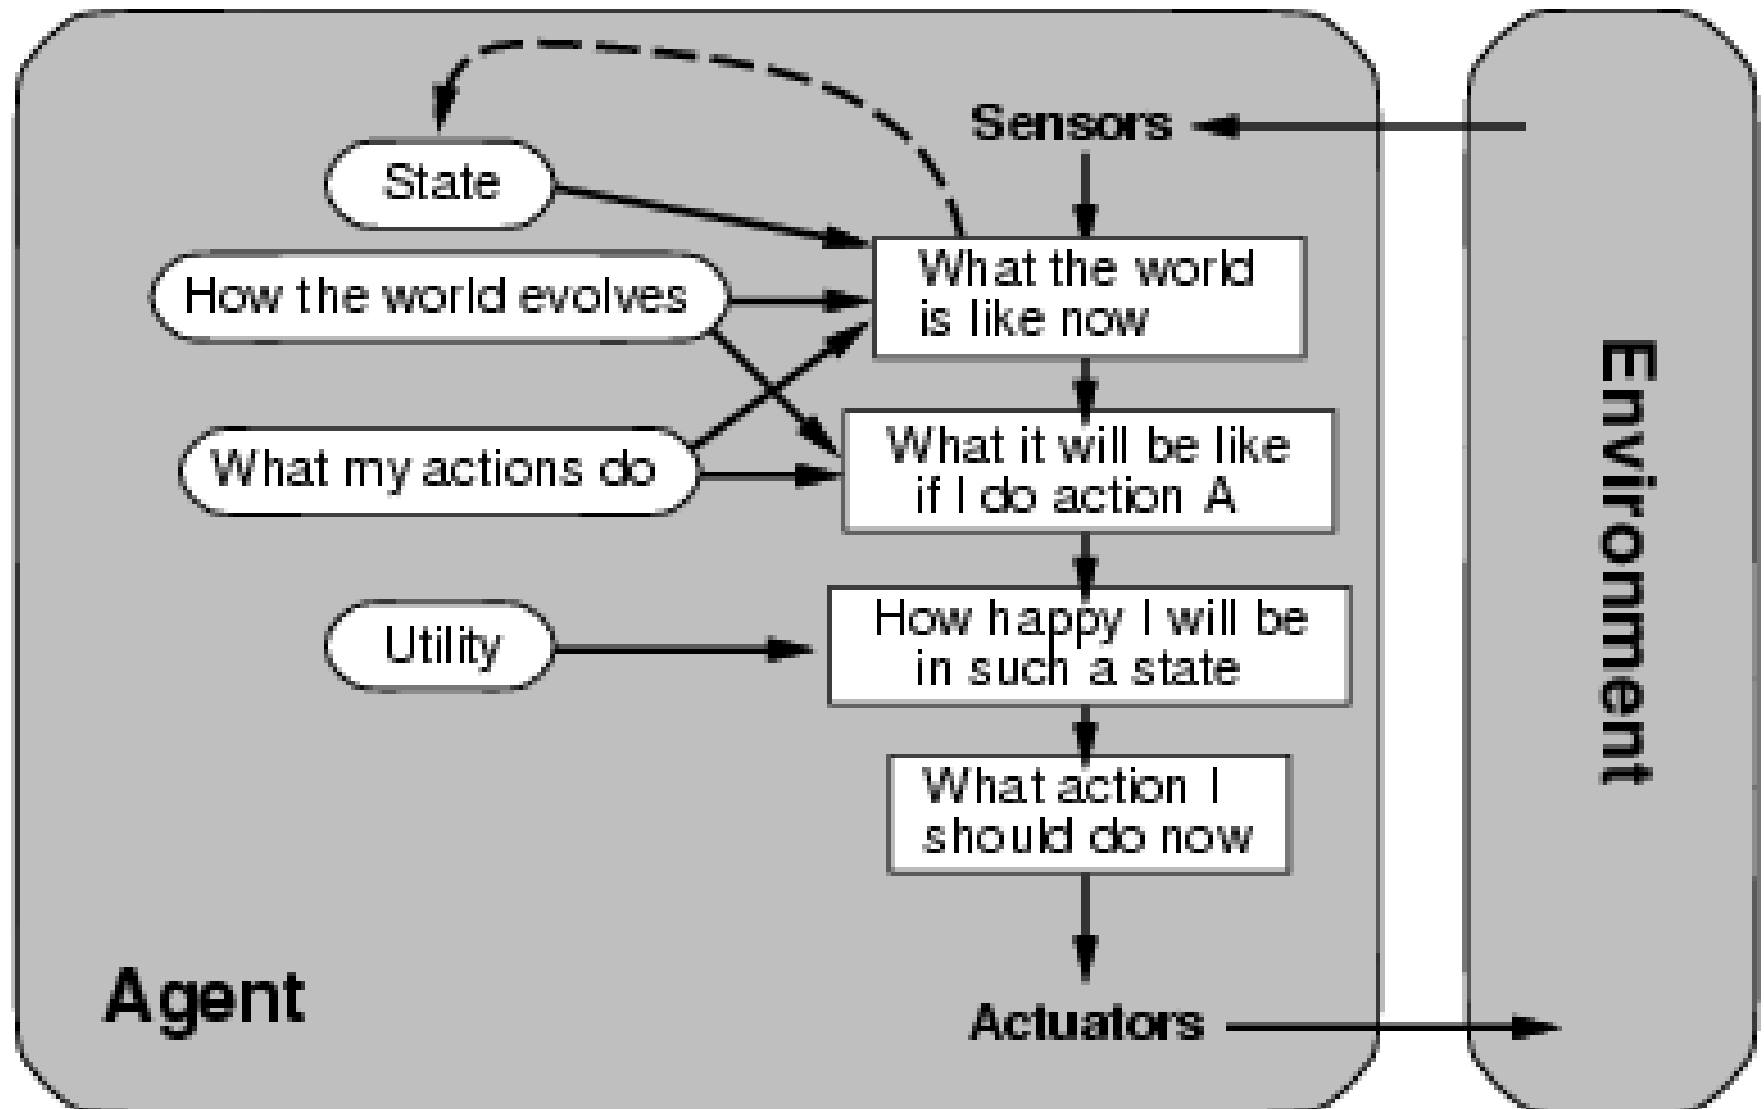 Sensors
State
What the world
is like now
How the world evolves
What it will be like
if I do action A
What my actions do
How happy I will be
in such a state
Utility
What action I
should do now
Agent
Actuators
Environment